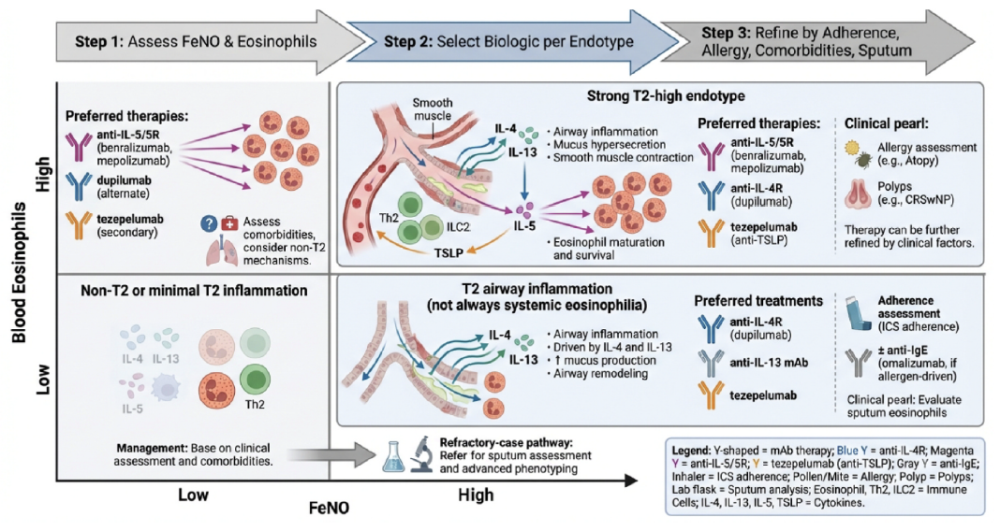 Step 1: Assess FeNO & Eosinophils
Step 2: Select Biologic per Endotype
Step 3: Refine by Adherence,
Allergy, Comorbidities, Sputum
Blood Eosinophils
High
Preferred therapies:
anti-IL-5/5R
(benralizumab,
mepolizumab)
dupilumab
(alternate)
tezepelumab
(secondary)
?
Assess
comorbidities,
consider non-T2
mechanisms.
Strong T2-high endotype
Smooth
muscle
IL-4
IL-13
• Airway inflammation
• Mucus hypersecretion
• Smooth muscle contraction
Th2
ILC2
IL-5
TSLP
• Eosinophil maturation
and survival
Preferred therapies:
anti-IL-5/5R
(benralizumab,
mepolizumab)
anti-IL-4R
(dupilumab)
tezepelumab
(anti-TSLP)
Clinical pearl:
Allergy assessment
(e.g., Atopy)
Polyps
(e.g., CRSwNP)
Therapy can be further
refined by clinical factors.
Low
Non-T2 or minimal T2 inflammation
IL-4
IL-13
IL-5
Th2
Management: Based on clinical
assessment and comorbidities.
T2 airway inflammation
(not always systemic eosinophilia)
IL-4
IL-13
• Airway inflammation
• Driven by IL-4 and IL-13
• ↑ mucus production
• Airway remodeling
Preferred treatments
anti-IL-4R
(dupilumab)
anti-IL-13 mAb
tezepelumab
Adherence
assessment
(ICS adherence)
± anti-IgE
(omalizumab, if
allergen-driven)
Clinical pearl: Evaluate
sputum eosinophils
Refractory-case pathway:
Refer for sputum assessment
and advanced phenotyping
Legend: Y-shaped = mAb therapy; Blue Y = anti-IL-4R; Magenta
Y = anti-IL-5/5R; Y = tezepelumab (anti-TSLP); Gray Y = anti-IgE;
Inhaler = ICS adherence; Pollen/Mite = Allergy; Polyp = Polyps;
Lab flask = Sputum analysis; Eosinophil, Th2, ILC2 = Immune
Cells; IL-4, IL-13, IL-5, TSLP = Cytokines.
Low
High
FeNO